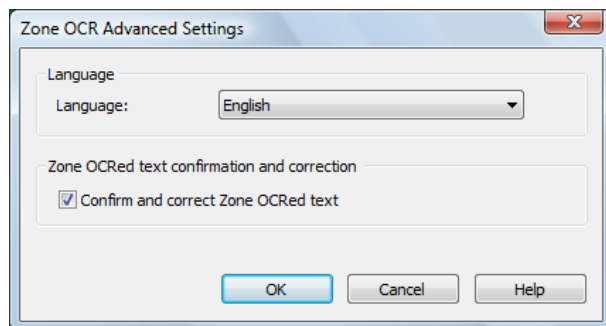 Zone OCR Advanced Settings
Language
Language: English
Zone OCRed text confirmation and correction
Confirm and correct Zone OCRed text
OK Cancel Help